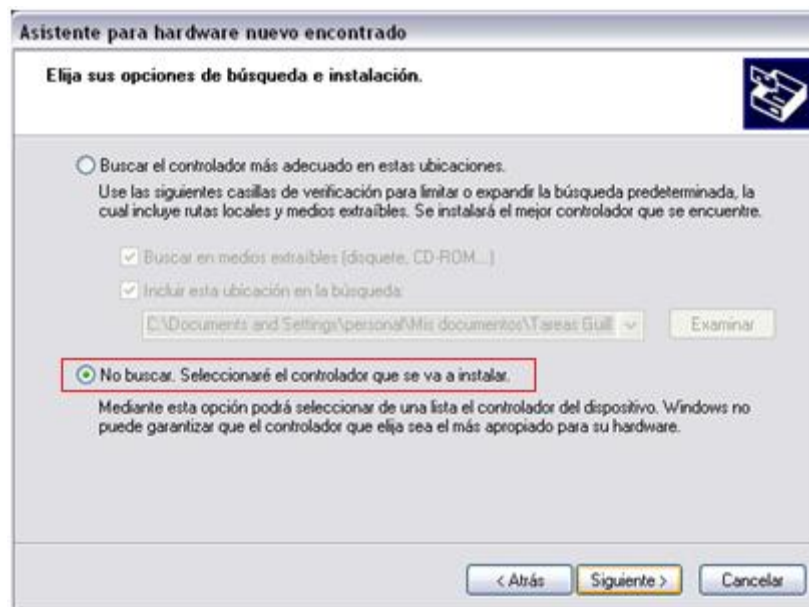 Asistente para hardware nuevo encontrado
Elija sus opciones de búsqueda e instalación.
Buscar el controlador más adecuado en estas ubicaciones.
Use las siguientes casillas de verificación para limitar o expandir la búsqueda predeterminada, la
cual incluye rutas locales y medios extraíbles. Se instalará el mejor controlador que se encuentre.
Buscar en medios extraíbles (disquete, CD-ROM...)
Incluir esta ubicación en la búsqueda:
C:\Documents and Settings\personal\Mis documentos\Tareas Guill
Examinar
No buscar. Seleccionaré el controlador que se va a instalar.
Mediante esta opción podrá seleccionar de una lista el controlador del dispositivo. Windows no
puede garantizar que el controlador que elija sea el más apropiado para su hardware.
< Atrás
Siguiente >
Cancelar